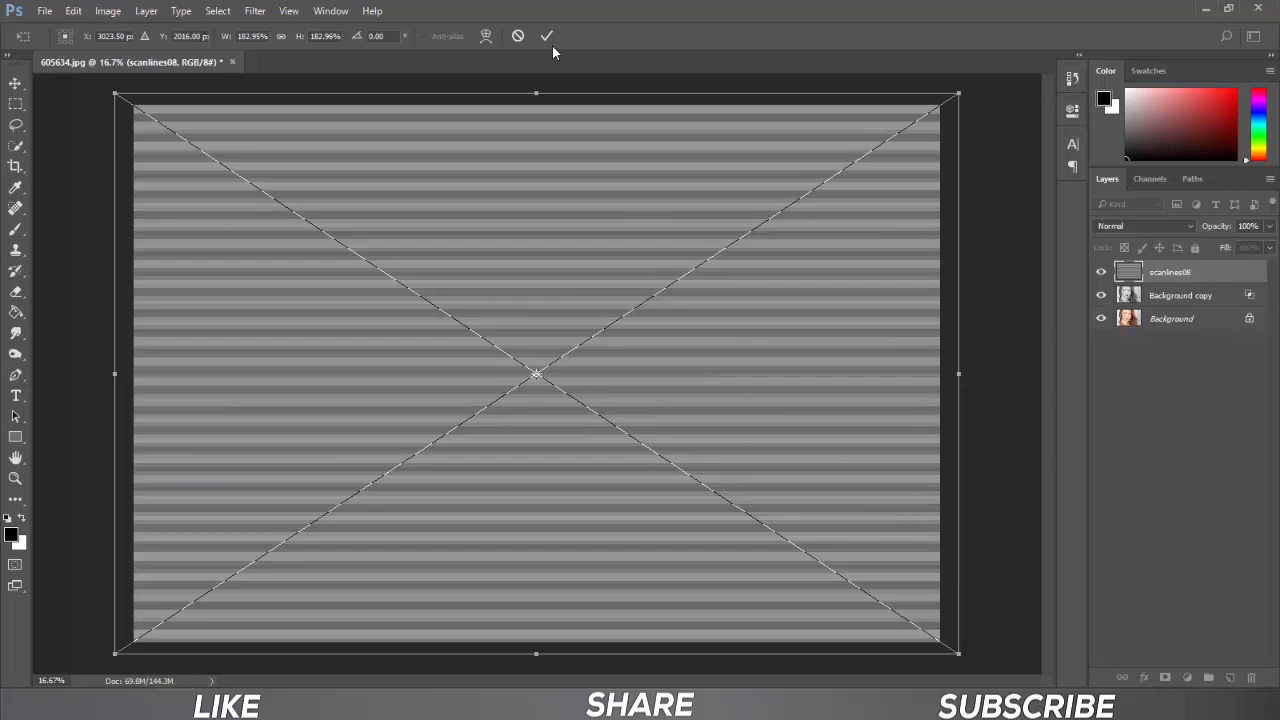 Ps File Edit Image Layer Type Select Filter View Window Help
X: 3023.50 p Y: 2016.00 p W: 182.95% H: 182.96% 0.00 ° Anti-alias
605634.jpg @ 16.7% (scanlines08, RGB/8#) * ×
Color Swatches
A
Layers Channels Paths
Kind T
Normal Opacity: 100%
Lock: Fill: 100%
scanlines08
Background copy
Background
T
16.67% Doc: 69.8M/144.3M
fx
LIKE SHARE SUBSCRIBE